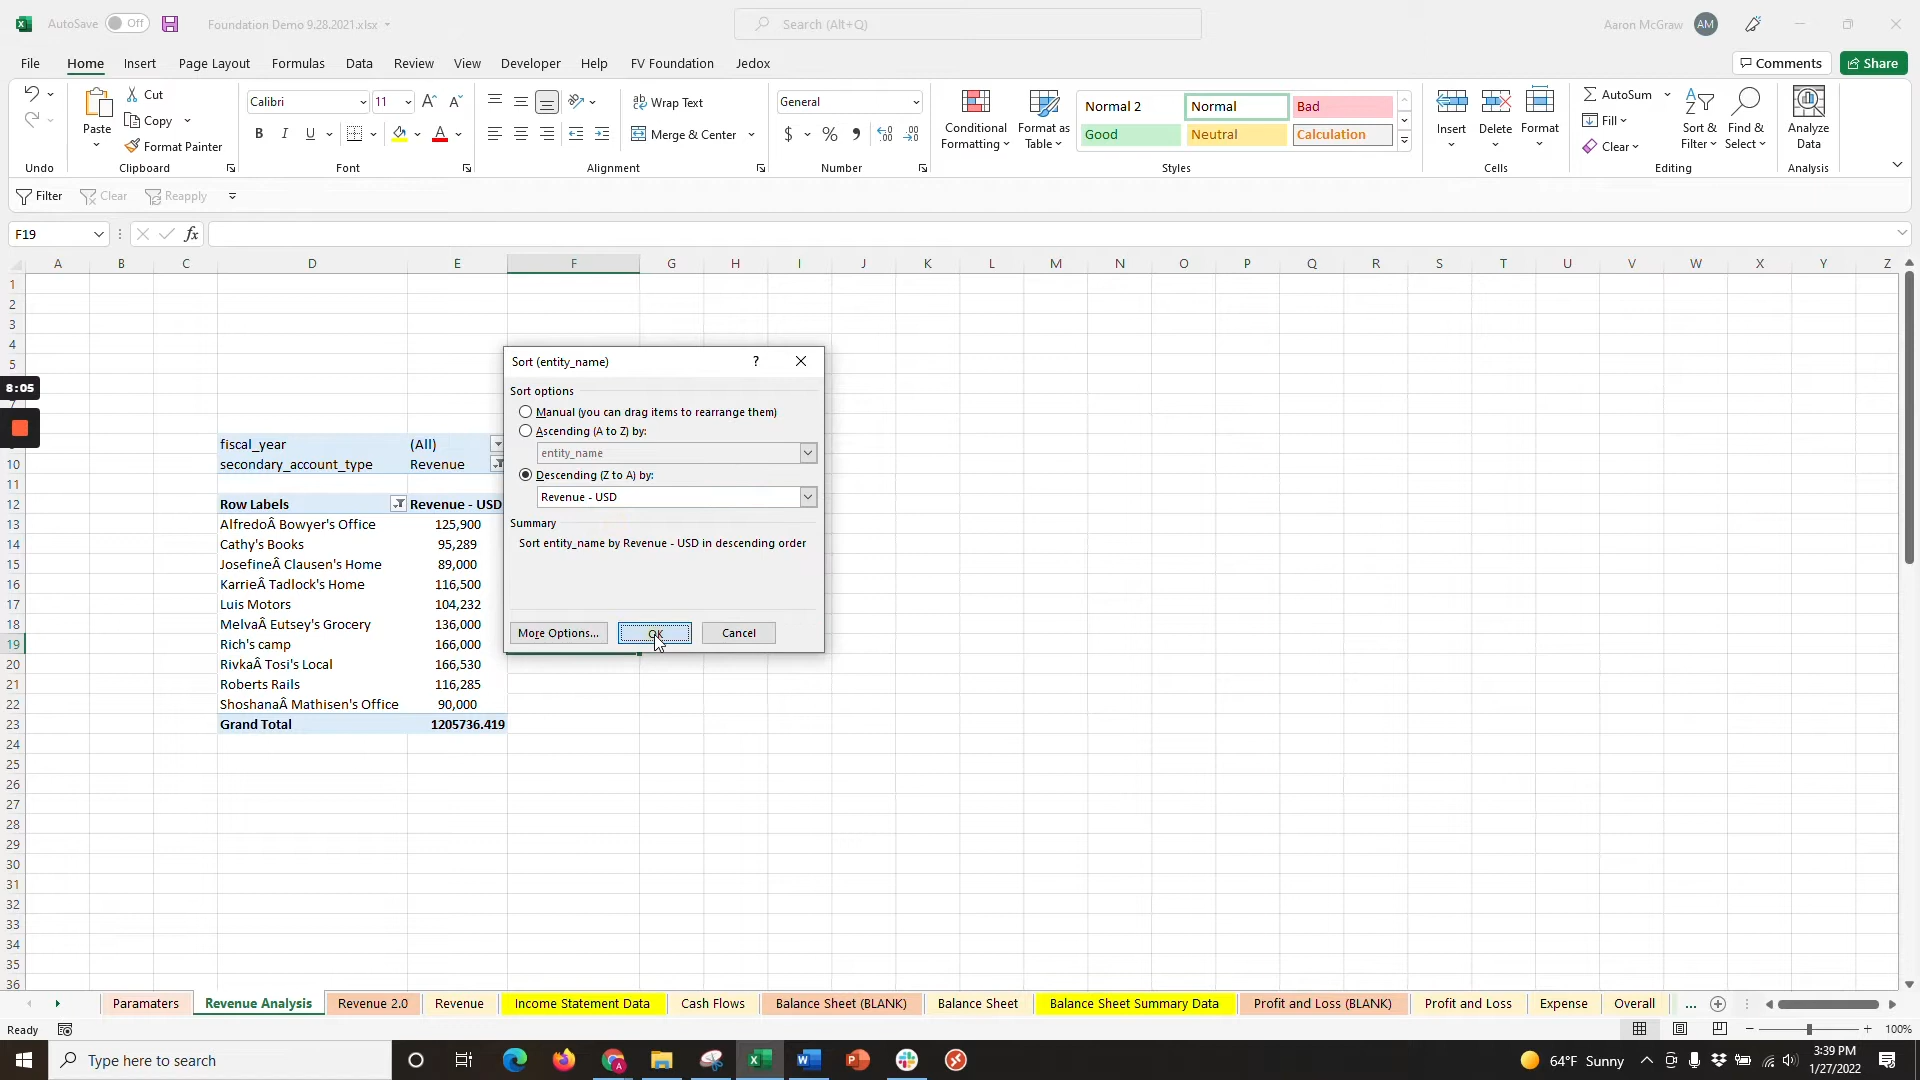 AutoSave Off Foundation Demo 9.28.2021.xlsx Search (Alt+Q) Aaron McGraw AM
File Home Insert Page Layout Formulas Data Review View Developer Help FV Foundation Jedox Comments Share
Paste Cut Copy Format Painter
Calibri 11 B I U A
Wrap Text Merge & Center
General $ % 9
Conditional Formatting Format as Table
Normal 2 Normal Bad
Good Neutral Calculation
Insert Delete Format
AutoSum Fill Clear
Sort & Filter Find & Select
Analyze Data
Undo Clipboard Font Alignment Number Styles Cells Editing Analysis
Filter Clear Reapply
F19 fx
A B C D E F G H I J K L M N O P Q R S T U V W X Y Z
1
2
3
4
5
8:05
fiscal_year (All)
10 secondary_account_type Revenue
11
12 Row Labels Revenue - USD
13 AlfredoÂ Bowyer's Office 125,900
14 Cathy's Books 95,289
15 JosefineÂ Clausen's Home 89,000
16 KarrieÂ Tadlock's Home 116,500
17 Luis Motors 104,232
18 MelvaÂ Eutsey's Grocery 136,000
19 Rich's camp 166,000
20 RivkaÂ Tosi's Local 166,530
21 Roberts Rails 116,285
22 ShoshanaÂ Mathisen's Office 90,000
23 Grand Total 1205736.419
24
25
26
27
28
29
30
31
32
33
34
35
36
Sort (entity_name) ?
Sort options
Manual (you can drag items to rearrange them)
Ascending (A to Z) by:
entity_name
Descending (Z to A) by:
Revenue - USD
Summary
Sort entity_name by Revenue - USD in descending order
More Options... OK Cancel
Paramaters Revenue Analysis Revenue 2.0 Revenue Income Statement Data Cash Flows Balance Sheet (BLANK) Balance Sheet Balance Sheet Summary Data Profit and Loss (BLANK) Profit and Loss Expense Overall ...
Ready 100%
Type here to search 64°F Sunny 3:39 PM
1/27/2022